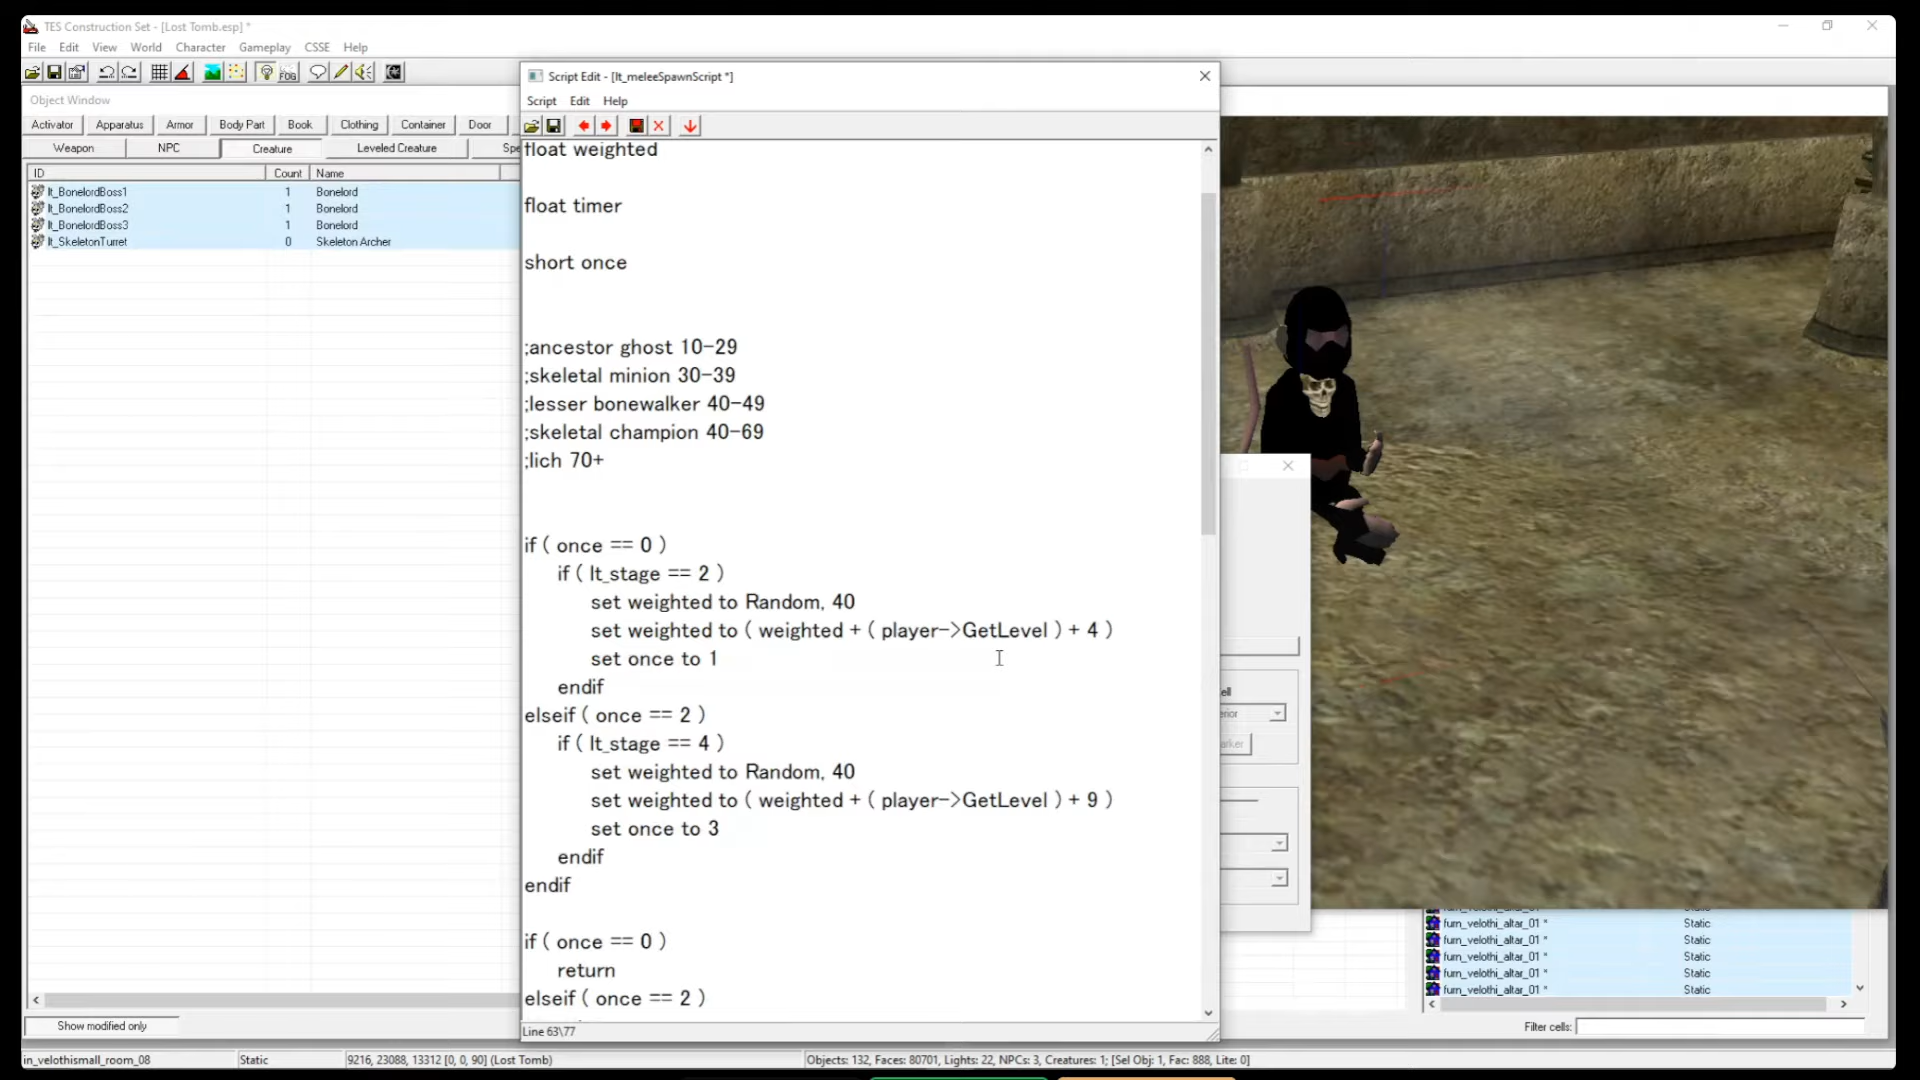 TES Construction Set - [Lost Tomb.esp] *
File Edit View World Character Gameplay CSSE Help
Object Window
Activator Apparatus Armor Body Part Book Clothing Container Door
Weapon NPC Creature Leveled Creature Spe
ID Count Name
lt_BonelordBoss1 1 Bonelord
lt_BonelordBoss2 1 Bonelord
lt_BonelordBoss3 1 Bonelord
lt_SkeletonTurret 0 Skeleton Archer
Show modified only
Script Edit - [lt_meleeSpawnScript *]
Script Edit Help
float weighted
float timer
short once
;ancestor ghost 10-29
;skeletal minion 30-39
;lesser bonewalker 40-49
;skeletal champion 40-69
;lich 70+
if ( once == 0 )
if ( lt_stage == 2 )
set weighted to Random, 40
set weighted to ( weighted + ( player->GetLevel ) + 4 )
set once to 1
endif
elseif ( once == 2 )
if ( lt_stage == 4 )
set weighted to Random, 40
set weighted to ( weighted + ( player->GetLevel ) + 9 )
set once to 3
endif
endif
if ( once == 0 )
return
elseif ( once == 2 )
Line 63\77
ell
erior
arker
furn_velothi_altar_01 * Static
furn_velothi_altar_01 * Static
furn_velothi_altar_01 * Static
furn_velothi_altar_01 * Static
furn_velothi_altar_01 * Static
Filter cells:
in_velothismall_room_08 Static 9216, 23088, 13312 [0, 0, 90] (Lost Tomb) Objects: 132, Faces: 80701, Lights: 22, NPCs: 3, Creatures: 1; [Sel Obj: 1, Fac: 888, Lite: 0]